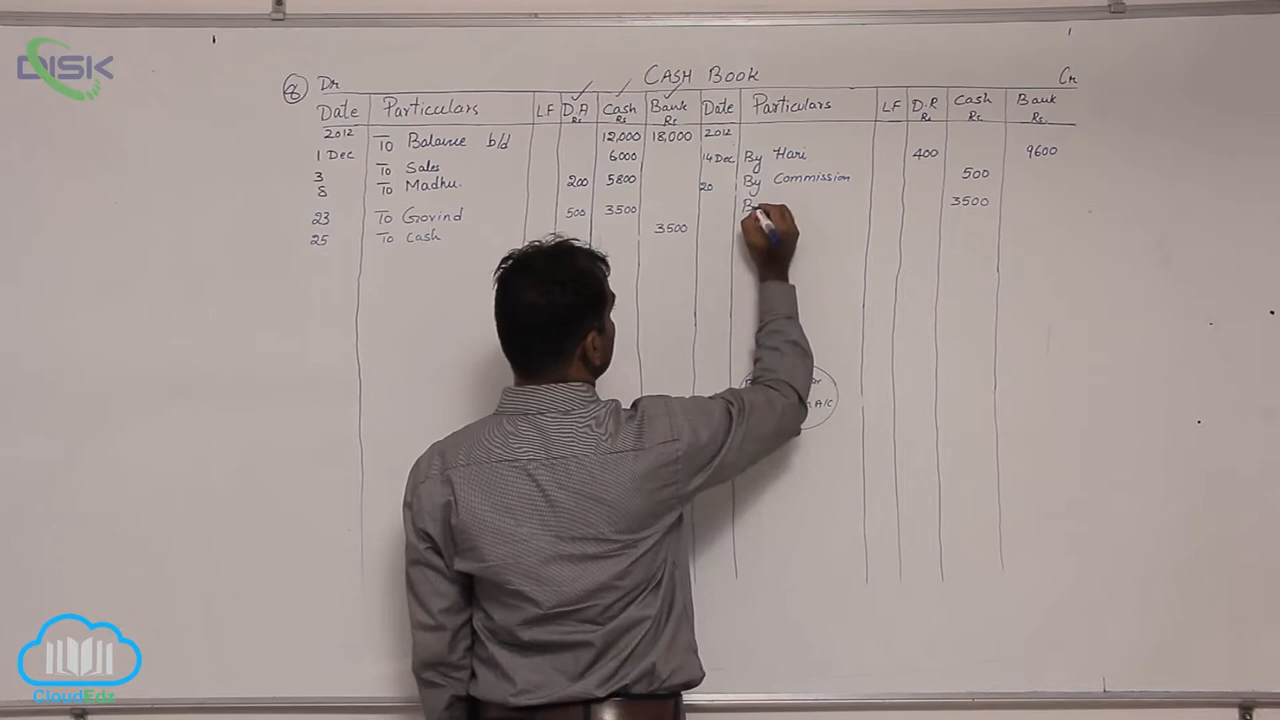 DISK
8 Dr CASH BOOK Cr
Date Particulars LF D.A Rs Cash Rs Bank Rs Date Particulars LF D.R Rs Cash Rs Bank Rs
2012 To Balance b/d 12,000 18,000 2012
1 Dec 6000 14 Dec By Hari 400 9600
3 To Sales
8 To Madhu. 200 5800 20 By Commission 500
23 To Govind 500 3500 3500
25 To Cash 3500
A/C
CloudEdz